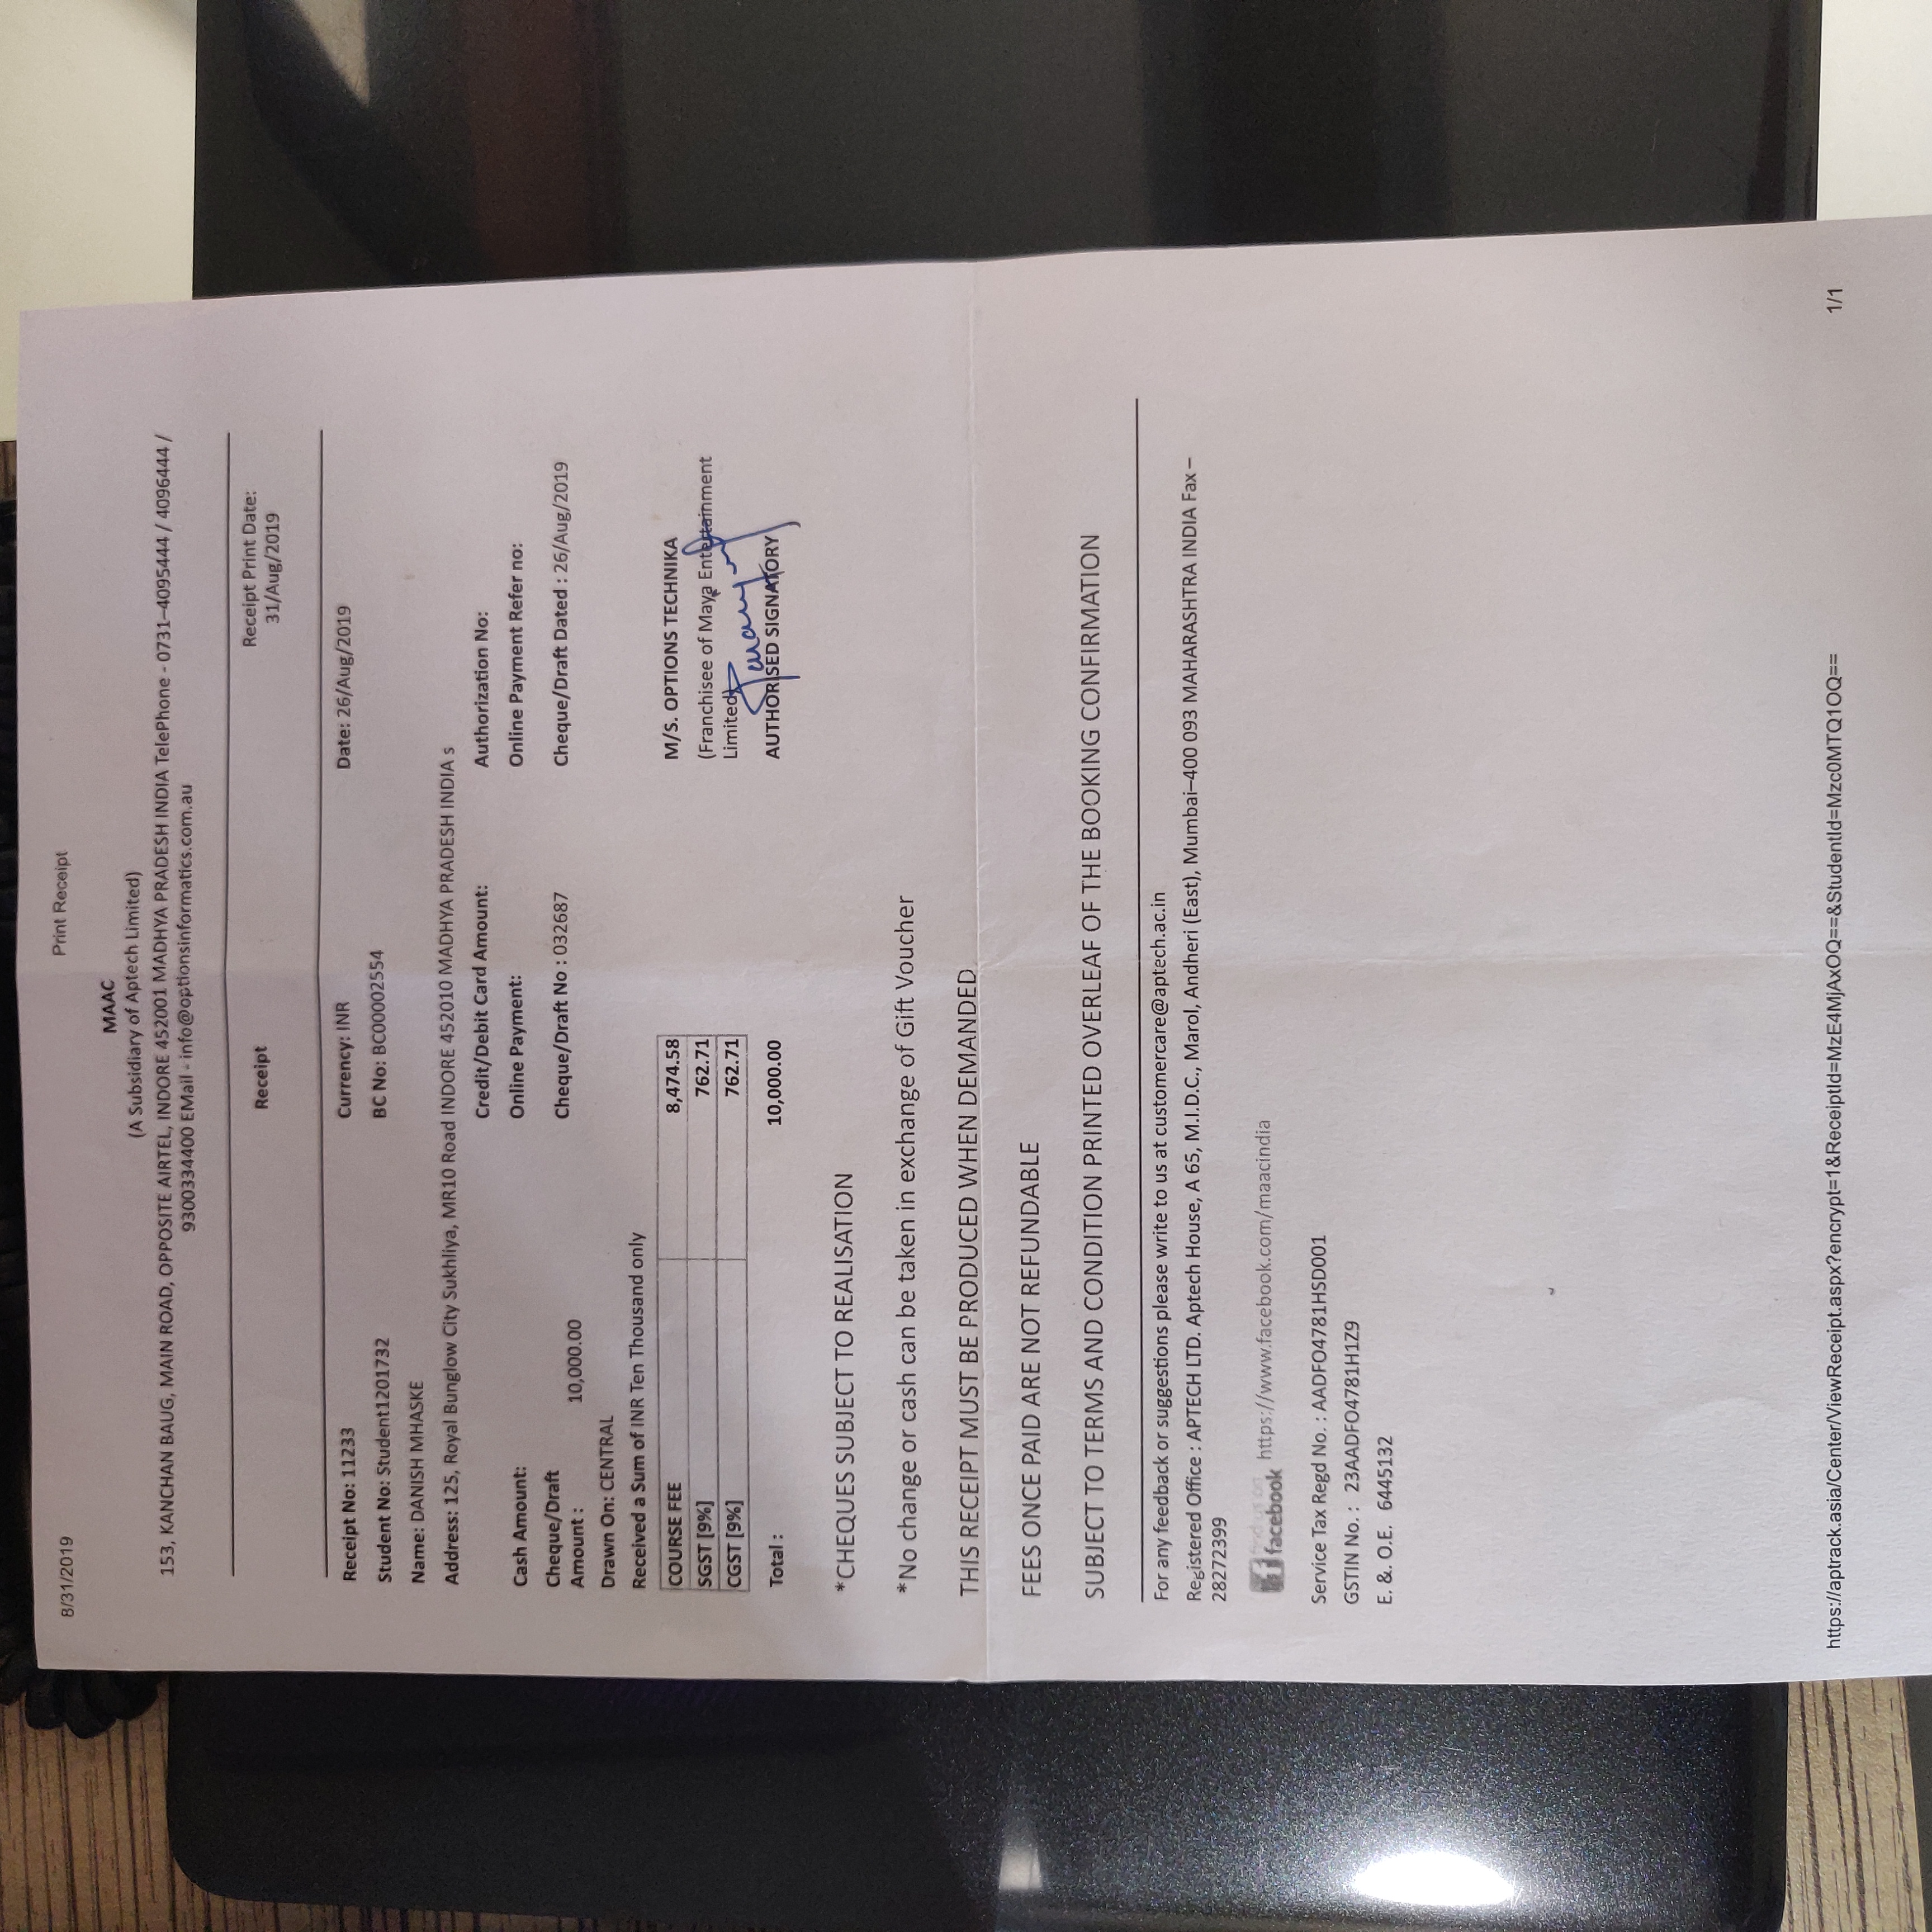 8/31/2019 Print Receipt
MAAC
(A Subsidiary of Aptech Limited)
153, KANCHAN BAUG, MAIN ROAD, OPPOSITE AIRTEL, INDORE 452001 MADHYA PRADESH INDIA TelePhone - 0731–4095444 / 4096444 /
9300334400 EMail - info@optionsinformatics.com.au
Receipt
Receipt Print Date:
31/Aug/2019
Receipt No: 11233 Currency: INR Date: 26/Aug/2019
Student No: Student1201732 BC No: BC00002554
Name: DANISH MHASKE
Address: 125, Royal Bunglow City Sukhliya, MR10 Road INDORE 452010 MADHYA PRADESH INDIA s
Credit/Debit Card Amount: Authorization No:
Cash Amount: Online Payment: Online Payment Refer no:
Cheque/Draft
Amount : 10,000.00 Cheque/Draft No : 032687 Cheque/Draft Dated : 26/Aug/2019
Drawn On: CENTRAL
Received a Sum of INR Ten Thousand only
COURSE FEE 8,474.58
SGST [9%] 762.71
CGST [9%] 762.71
Total : 10,000.00
M/S. OPTIONS TECHNIKA
(Franchisee of Maya Entertainment
Limited)
AUTHORISED SIGNATORY
*CHEQUES SUBJECT TO REALISATION
*No change or cash can be taken in exchange of Gift Voucher
THIS RECEIPT MUST BE PRODUCED WHEN DEMANDED
FEES ONCE PAID ARE NOT REFUNDABLE
SUBJECT TO TERMS AND CONDITION PRINTED OVERLEAF OF THE BOOKING CONFIRMATION
For any feedback or suggestions please write to us at customercare@aptech.ac.in
Registered Office : APTECH LTD. Aptech House, A 65, M.I.D.C., Marol, Andheri (East), Mumbai–400 093 MAHARASHTRA INDIA Fax –
28272399
find us on
facebook https://www.facebook.com/maacindia
Service Tax Regd No. : AADFO4781HSD001
GSTIN No. : 23AADFO4781H1Z9
E. &. O.E. 6445132
https://aptrack.asia/Center/ViewReceipt.aspx?encrypt=1&ReceiptId=MzE4MjAxOQ==&StudentId=Mzc0MTQ1OQ== 1/1